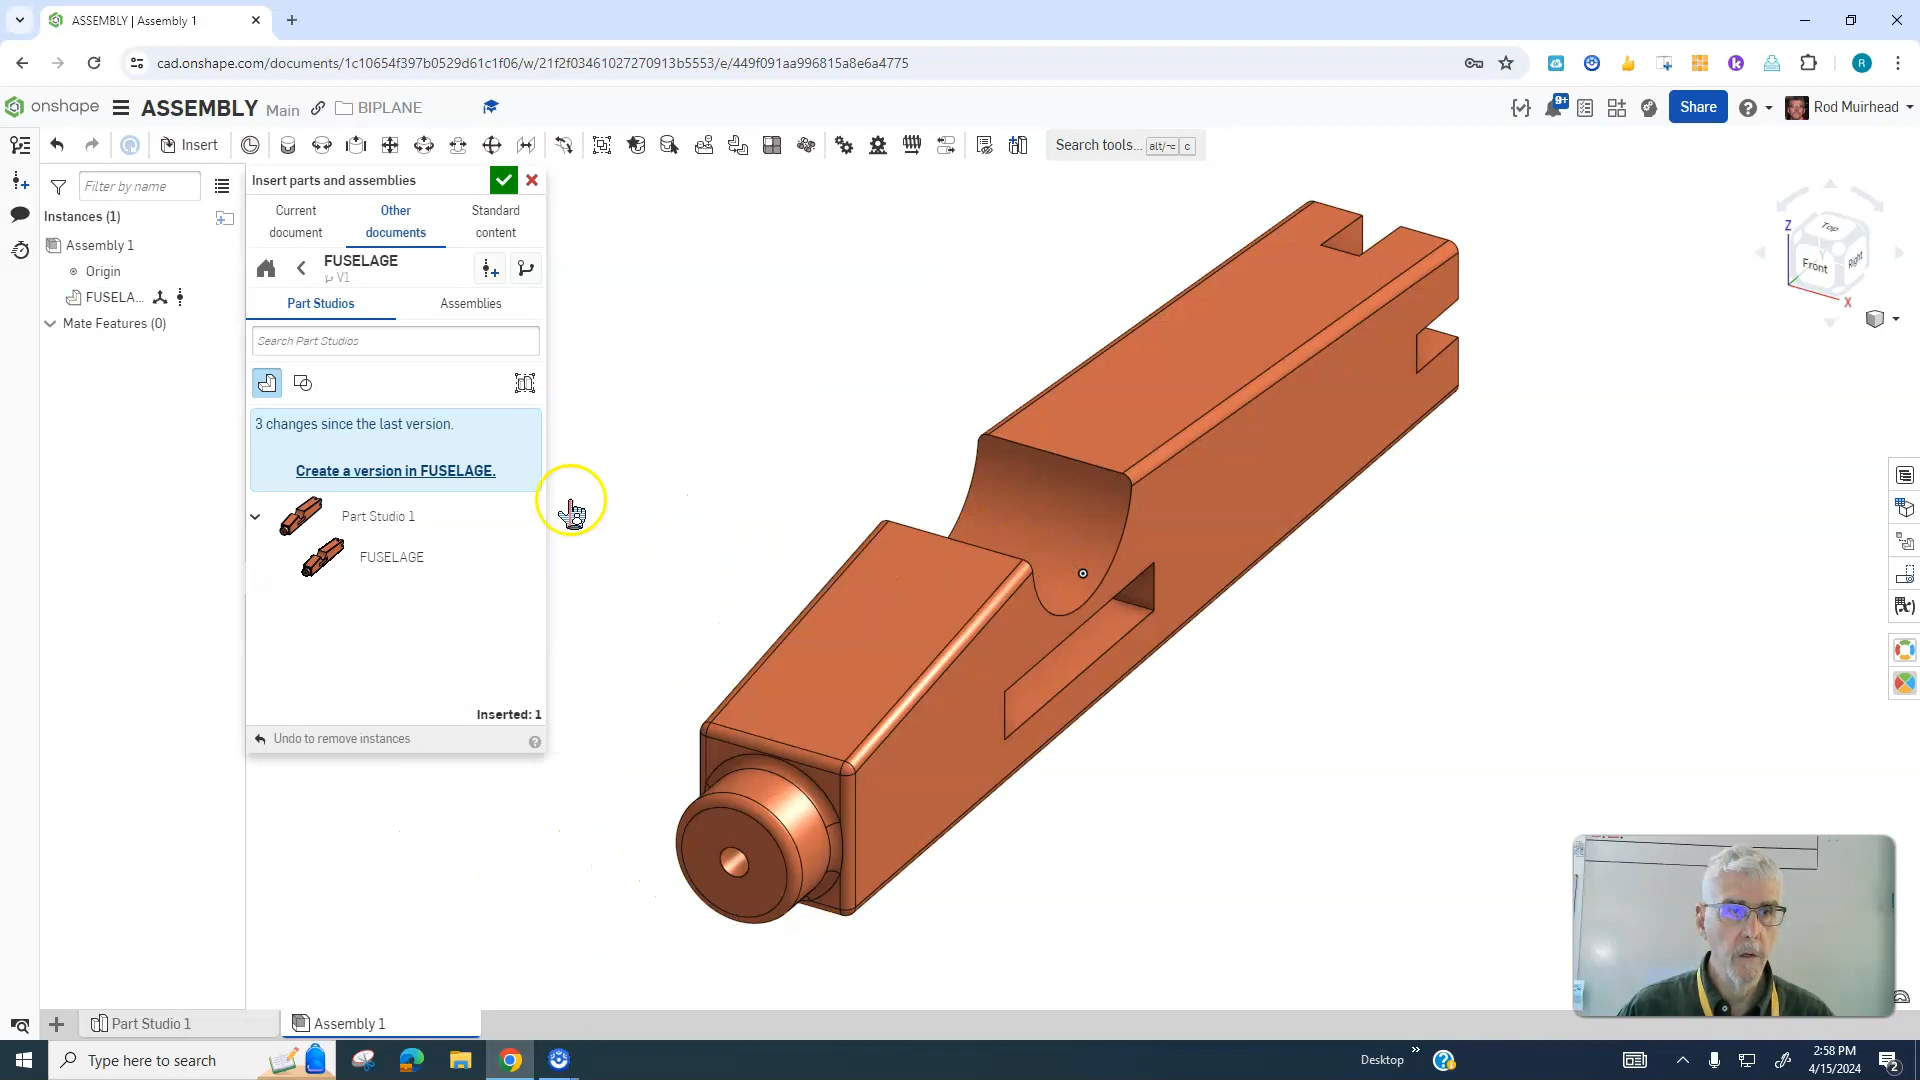 ASSEMBLY | Assembly 1
cad.onshape.com/documents/1c10654f397b0529d61c1f06/w/21f2f03461027270913b5553/e/449f091aa996815a8e6a4775
R
onshape ASSEMBLY Main BIPLANE
9+
Share
Rod Muirhead
Insert
Search tools... alt/⌥ c
Filter by name
Instances (1)
Assembly 1
Origin
FUSELA...
Mate Features (0)
Insert parts and assemblies
Current document
Other documents
Standard content
FUSELAGE
V1
Part Studios
Assemblies
Search Part Studios
3 changes since the last version.
Create a version in FUSELAGE.
Part Studio 1
FUSELAGE
Inserted: 1
Undo to remove instances
Z
Top
Front
Right
X
Part Studio 1
Assembly 1
Type here to search
Desktop
2:58 PM
4/15/2024
2